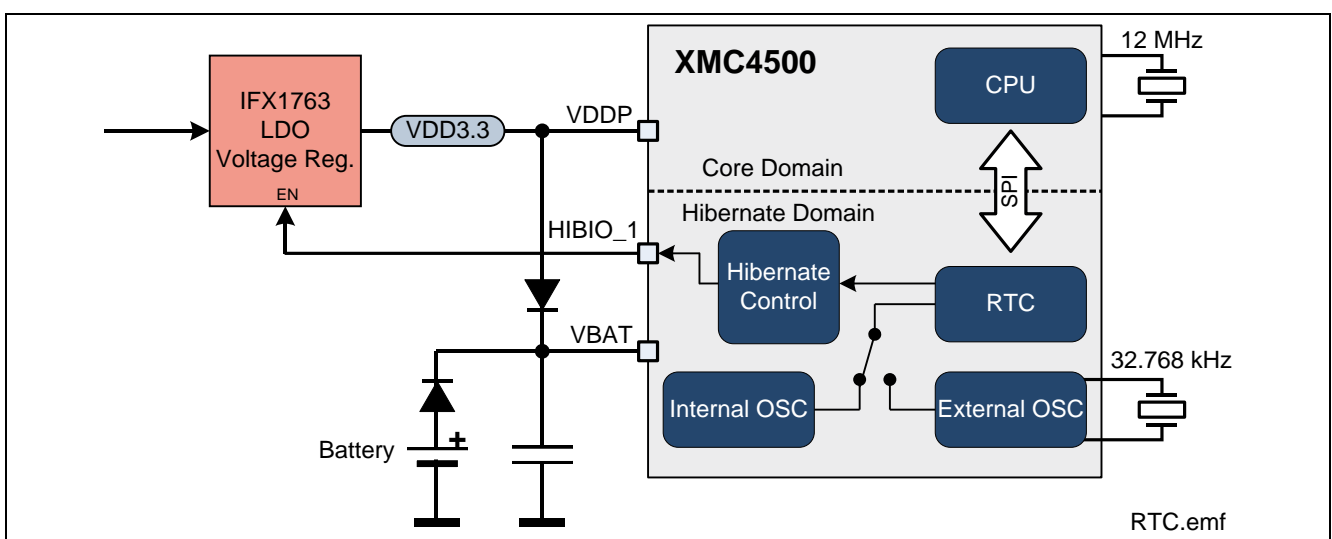 XMC4500
12 MHz
CPU
IFX1763
LDO
Voltage Reg.
EN
VDD3.3
VDDP
Core Domain
SPI
Hibernate Domain
HIBIO_1
Hibernate
Control
RTC
VBAT
32.768 kHz
Internal OSC
External OSC
+
Battery
RTC.emf